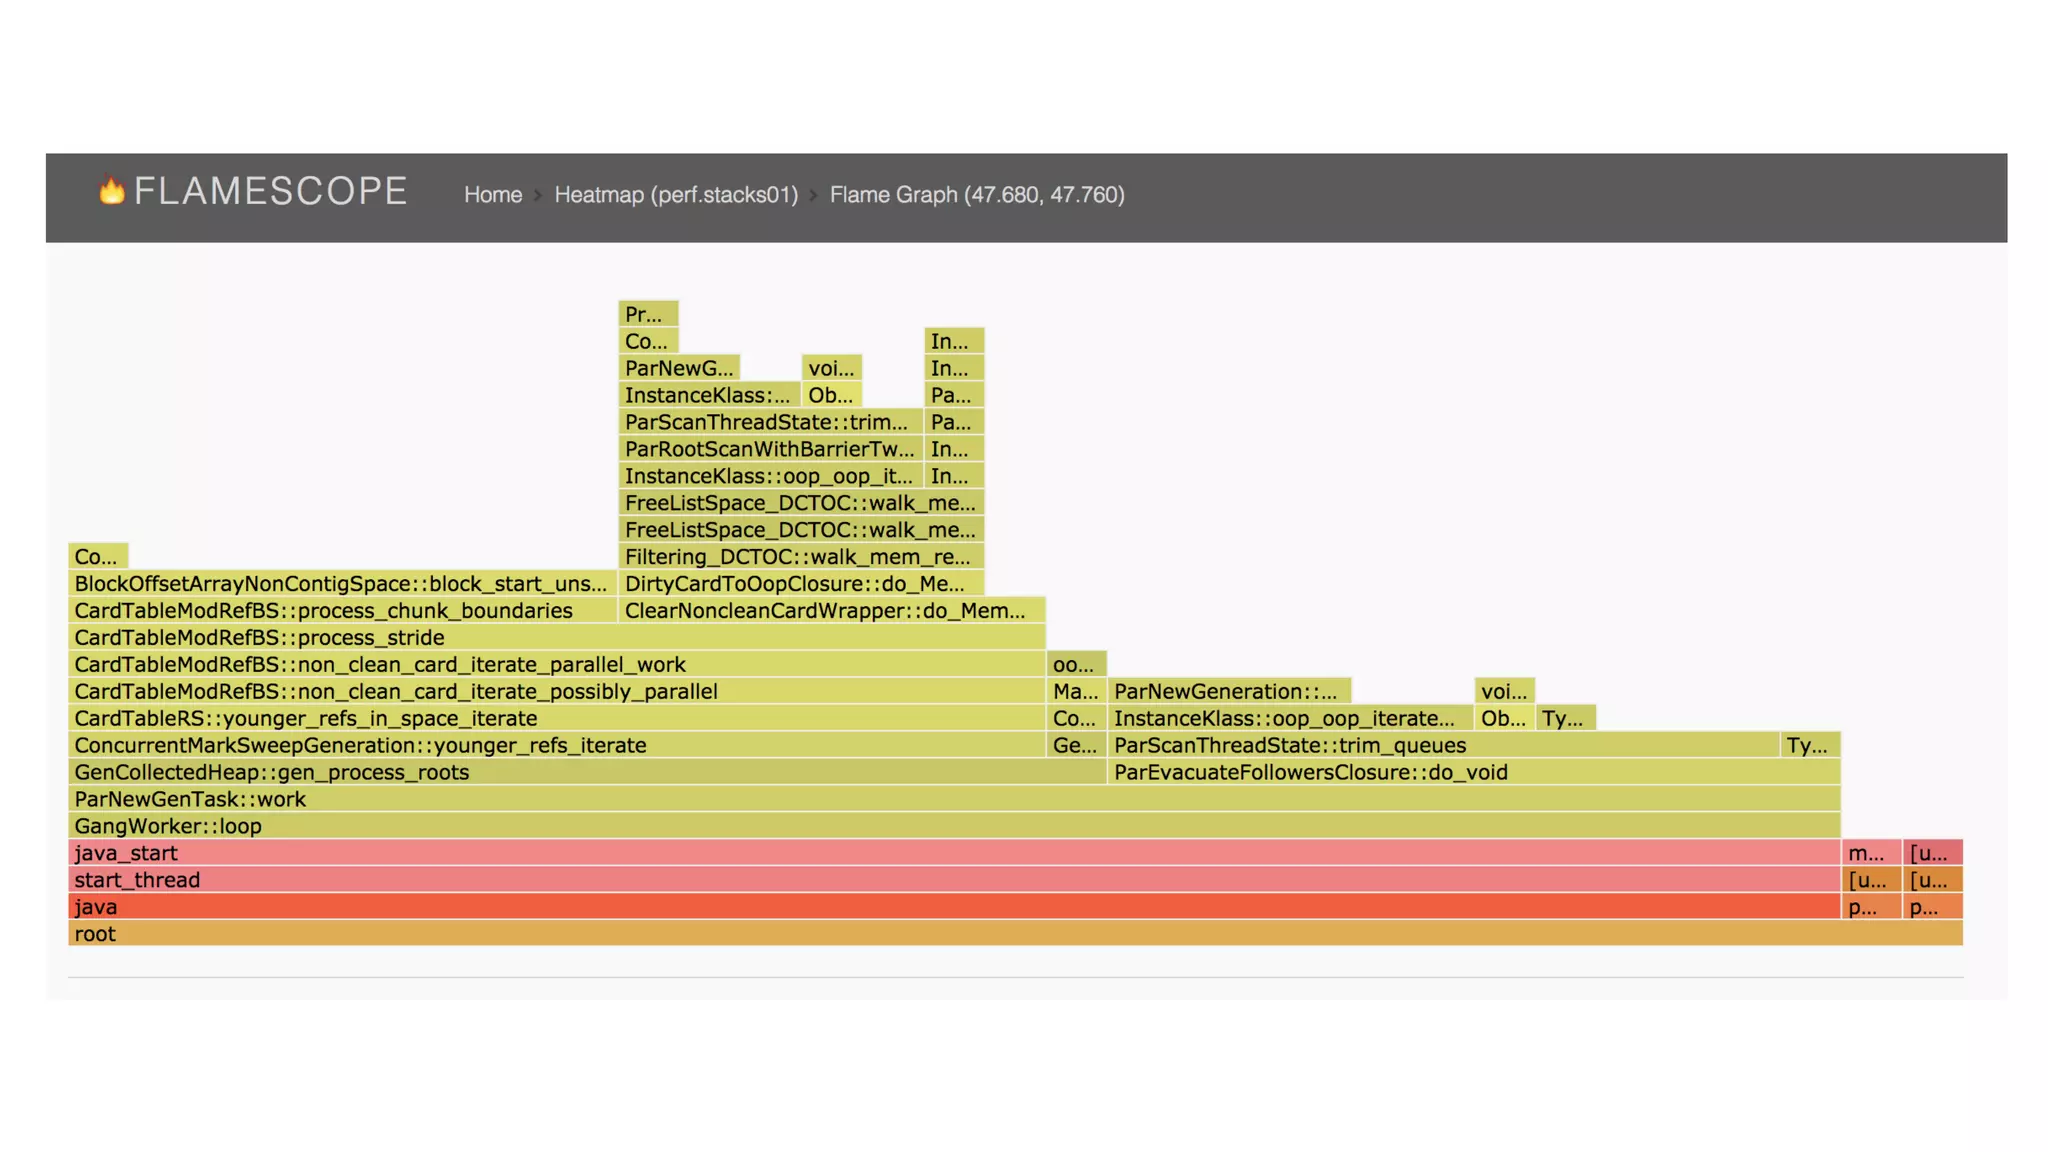 FLAMESCOPE Home > Heatmap (perf.stacks01) > Flame Graph (47.680, 47.760)
Pr...
Co... In...
ParNewG... voi... In...
InstanceKlass:... Ob... Pa...
ParScanThreadState::trim... Pa...
ParRootScanWithBarrierTw... In...
InstanceKlass::oop_oop_it... In...
FreeListSpace_DCTOC::walk_me...
FreeListSpace_DCTOC::walk_me...
Co... Filtering_DCTOC::walk_mem_re...
BlockOffsetArrayNonContigSpace::block_start_uns... DirtyCardToOopClosure::do_Me...
CardTableModRefBS::process_chunk_boundaries ClearNoncleanCardWrapper::do_Mem...
CardTableModRefBS::process_stride
CardTableModRefBS::non_clean_card_iterate_parallel_work oo...
CardTableModRefBS::non_clean_card_iterate_possibly_parallel Ma... ParNewGeneration::... voi...
CardTableRS::younger_refs_in_space_iterate Co... InstanceKlass::oop_oop_iterate... Ob... Ty...
ConcurrentMarkSweepGeneration::younger_refs_iterate Ge... ParScanThreadState::trim_queues Ty...
GenCollectedHeap::gen_process_roots ParEvacuateFollowersClosure::do_void
ParNewGenTask::work
GangWorker::loop
java_start m... [u...
start_thread [u... [u...
java p... p...
root